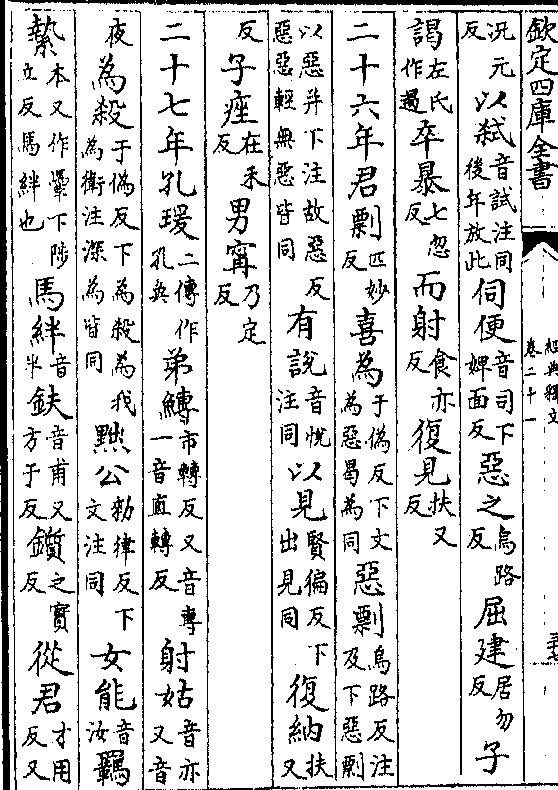 欽定四庫全書
經典釋文
卷二十一
況元反以弑音試注同後年放此伺便音司下婢面反惡之烏路反屈建居勿反子
謁左氏作遏卒暴七忽反而射食亦反復見扶又反
二十六年君剽匹妙反喜為于偽反下文為惡曷為同惡剽烏路反注及下惡剽
以惡并下注故惡反惡惡輕無惡皆同有說音悅注同以見賢偏反下出見同復納扶又
反子痤在禾反男甯乃定反
二十七年孔瑗二傳作孔奐弟鱄市轉反又音專一音直轉反射姑音亦又音
夜為殺于偽反下為殺為我為衛注深為皆同黜公勑律反下文注同女能音汝羈
縶本又作下陟立反馬絆也馬絆音半鈇音甫又方于反鑕之實反從君才用反又